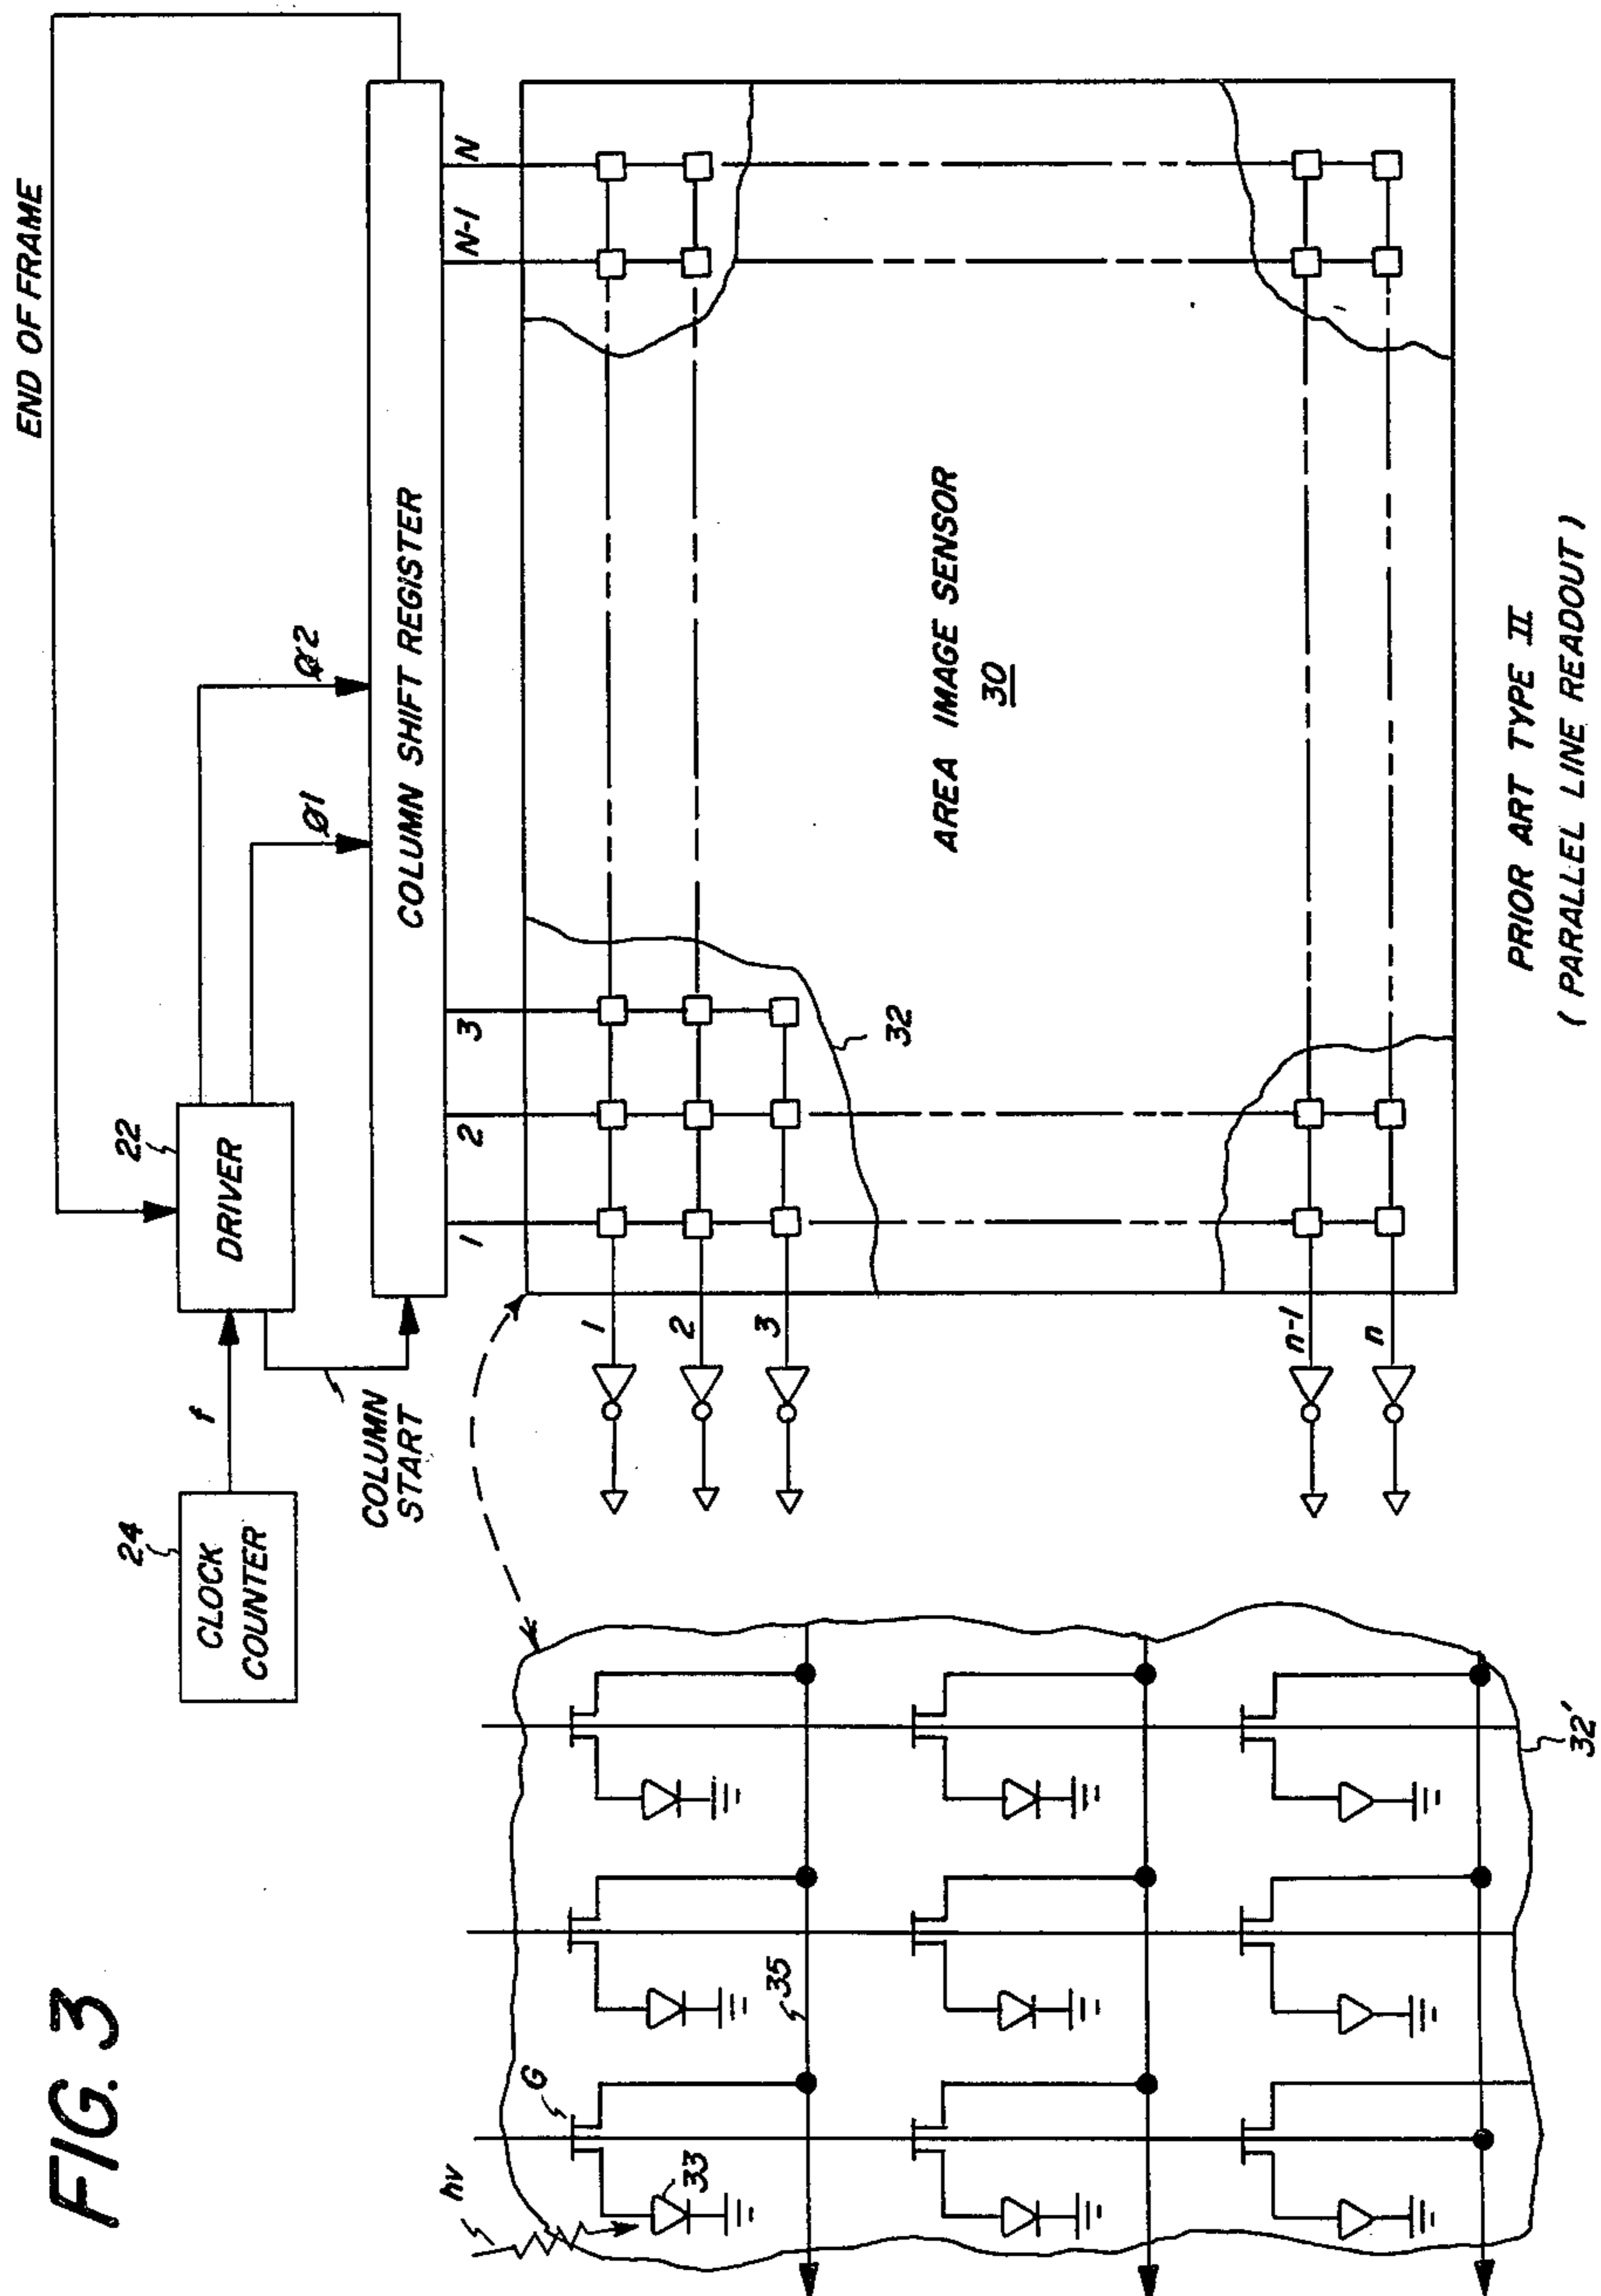 FIG. 3
END OF FRAME
24
CLOCK
COUNTER
f
22
DRIVER
Ø1
Ø2
COLUMN
START
COLUMN SHIFT REGISTER
1
2
3
N-1
N
1
2
3
n-1
n
AREA IMAGE SENSOR
30
32
hv
G
33
35
32'
PRIOR ART TYPE II
( PARALLEL LINE READOUT )